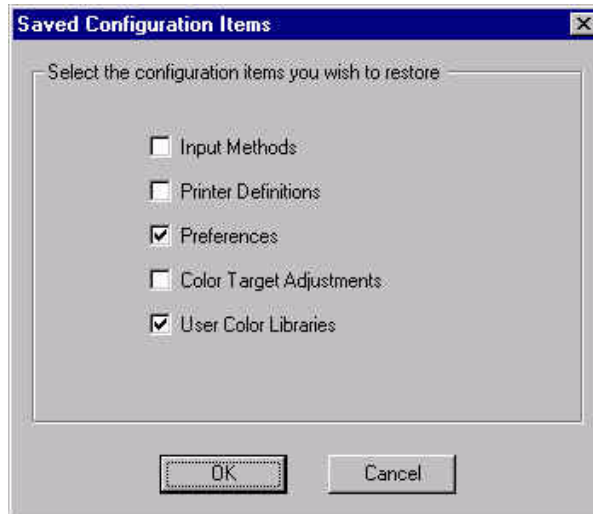 Saved Configuration Items
Select the configuration items you wish to restore
Input Methods
Printer Definitions
Preferences
Color Target Adjustments
User Color Libraries
OK
Cancel